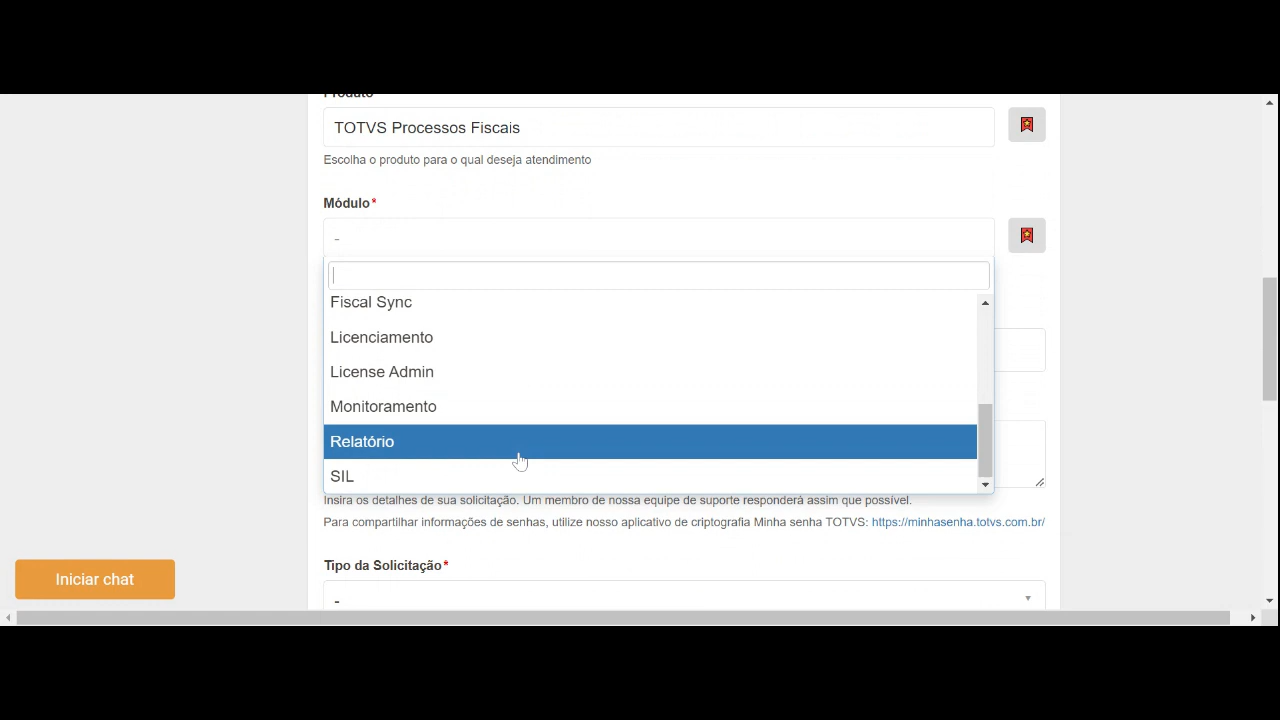 Produto
TOTVS Processos Fiscais
Escolha o produto para o qual deseja atendimento
Módulo*
-
Fiscal Sync
Licenciamento
License Admin
Monitoramento
Relatório
SIL
Insira os detalhes de sua solicitação. Um membro de nossa equipe de suporte responderá assim que possível.
Para compartilhar informações de senhas, utilize nosso aplicativo de criptografia Minha senha TOTVS: https://minhasenha.totvs.com.br/
Tipo da Solicitação*
-
Iniciar chat